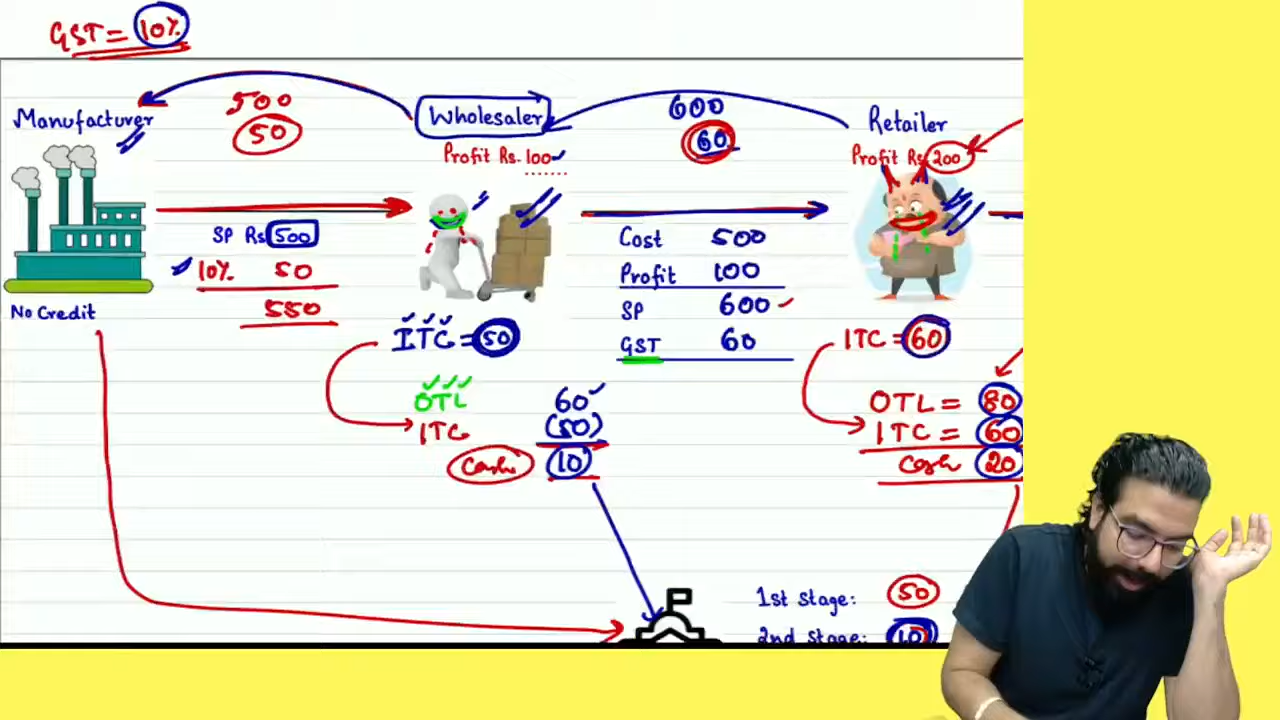 GST = 10%
Manufacturer
500
50
Wholesaler
Profit Rs. 100
600
60
Retailer
Profit Rs. 200
SP Rs 500
10% 50
550
No Credit
Cost 500
Profit 100
SP 600
GST 60
ITC = 50
OTL 60
ITC (50)
Cash 10
ITC = 60
OTL = 80
ITC = 60
Cash 20
1st stage: 50
2nd stage: 10